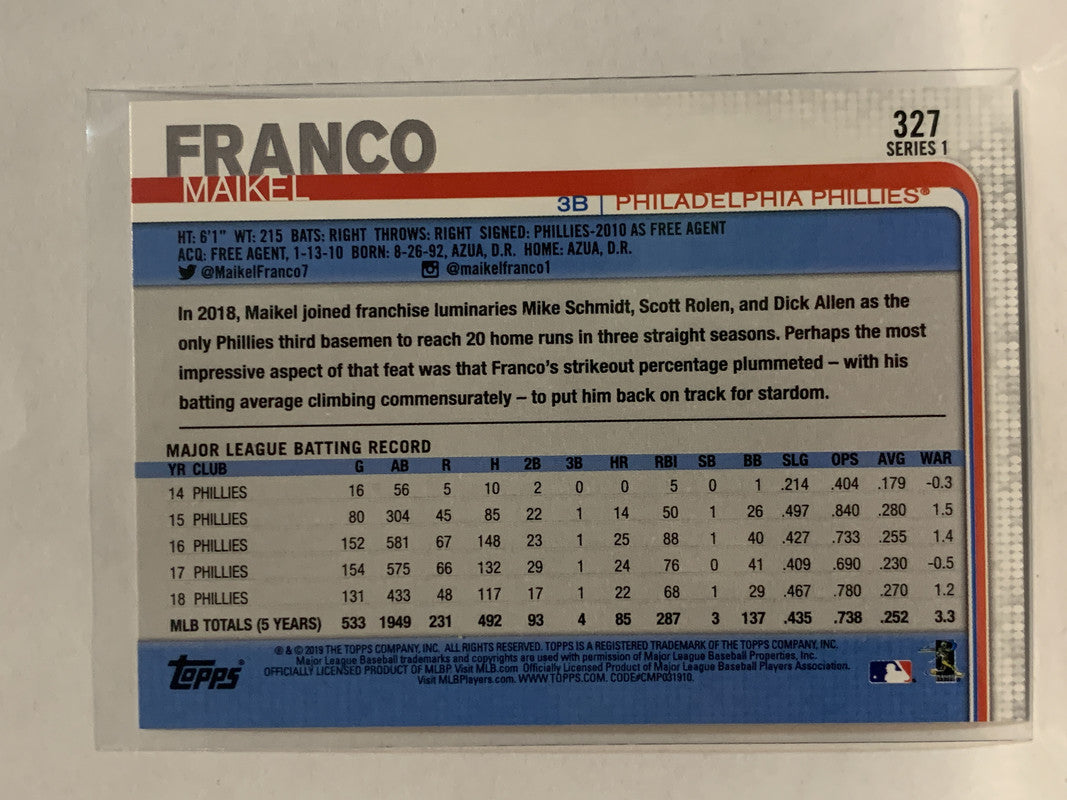 FRANCO
327
SERIES 1
MAIKEL
3B | PHILADELPHIA PHILLIES®
HT: 6'1" WT: 215 BATS: RIGHT THROWS: RIGHT SIGNED: PHILLIES-2010 AS FREE AGENT
ACQ: FREE AGENT, 1-13-10 BORN: 8-26-92, AZUA, D.R. HOME: AZUA, D.R.
@MaikelFranco7 @maikelfranco1
In 2018, Maikel joined franchise luminaries Mike Schmidt, Scott Rolen, and Dick Allen as the
only Phillies third basemen to reach 20 home runs in three straight seasons. Perhaps the most
impressive aspect of that feat was that Franco's strikeout percentage plummeted – with his
batting average climbing commensurately – to put him back on track for stardom.
MAJOR LEAGUE BATTING RECORD
YR CLUB G AB R H 2B 3B HR RBI SB BB SLG OPS AVG WAR
14 PHILLIES 16 56 5 10 2 0 0 5 0 1 .214 .404 .179 -0.3
15 PHILLIES 80 304 45 85 22 1 14 50 1 26 .497 .840 .280 1.5
16 PHILLIES 152 581 67 148 23 1 25 88 1 40 .427 .733 .255 1.4
17 PHILLIES 154 575 66 132 29 1 24 76 0 41 .409 .690 .230 -0.5
18 PHILLIES 131 433 48 117 17 1 22 68 1 29 .467 .780 .270 1.2
MLB TOTALS (5 YEARS) 533 1949 231 492 93 4 85 287 3 137 .435 .738 .252 3.3
® & © 2019 THE TOPPS COMPANY, INC. ALL RIGHTS RESERVED. TOPPS IS A REGISTERED TRADEMARK OF THE TOPPS COMPANY, INC.
Major League Baseball trademarks and copyrights are used with permission of Major League Baseball Properties, Inc.
OFFICIALLY LICENSED PRODUCT OF MLBP Visit MLB.com Officially Licensed Product of Major League Baseball Players Association.
Visit MLBPlayers.com. WWW.TOPPS.COM. CODE#CMP031910.
Topps®